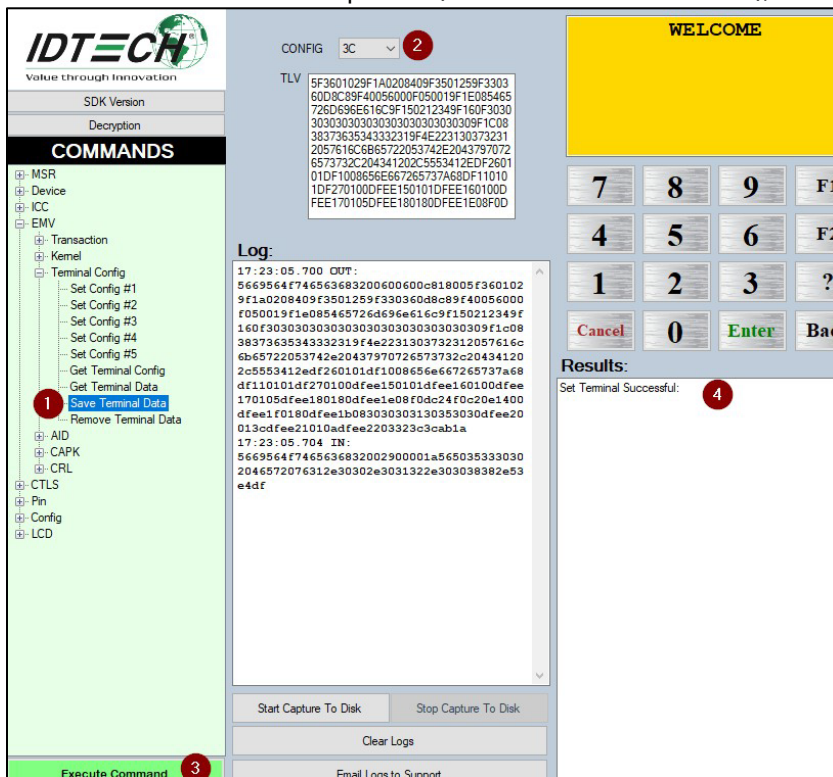 IDTECH®
Value through Innovation
SDK Version
Decryption
COMMANDS
MSR
Device
ICC
EMV
Transaction
Kernel
Terminal Config
Set Config #1
Set Config #2
Set Config #3
Set Config #4
Set Config #5
Get Terminal Config
Get Terminal Data
1 Save Terminal Data
Remove Terminal Data
AID
CAPK
CRL
CTLS
Pin
Config
LCD
Execute Command 3
CONFIG 3C 2
TLV
5F3601029F1A0208409F3501259F3303
60D8C89F40056000F050019F1E085465
726D696E616C9F150212349F160F3030
303030303030303030303030309F1C08
38373635343332319F4E223130373231
2057616C6B65722053742E2043797072
6573732C204341202C5553412EDF2601
01DF1008656E667265737A68DF11010
1DF270100DFEE150101DFEE160100D
FEE170105DFEE180180DFEE1E08F0D
Log:
17:23:05.700 OUT:
5669564f746563683200600600c818005f360102
9f1a0208409f3501259f330360d8c89f40056000
f050019f1e085465726d696e616c9f150212349f
160f3030303030303030303030303030309f1c08
38373635343332319f4e2231303732312057616c
6b65722053742e20437970726573732c20434120
2c5553412edf260101df1008656e667265737a68
df110101df270100dfee150101dfee160100dfee
170105dfee180180dfee1e08f0dc24f0c20e1400
dfee1f0180dfee1b083030303130353030dfee20
013cdfee21010adfee2203323c3cab1a
17:23:05.704 IN:
5669564f7465636832002900001a565035333030
2046572076312e30302e3031322e303038382e53
e4df
Start Capture To Disk
Stop Capture To Disk
Clear Logs
Email Logs to Support
WELCOME
7 8 9 F1
4 5 6 F2
1 2 3 ?
Cancel 0 Enter
Results:
Set Terminal Successful: 4